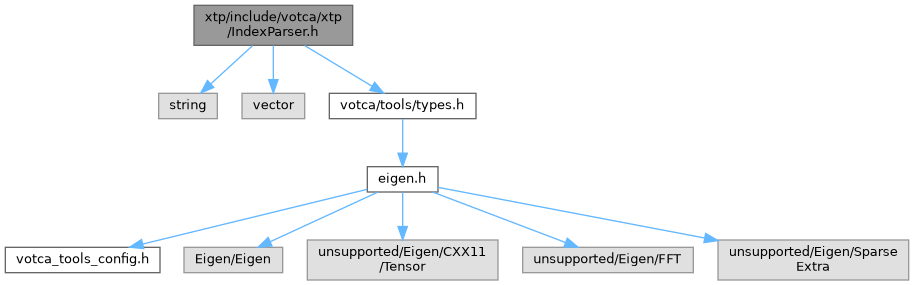 xtp/include/votca/xtp
/IndexParser.h
string
vector
votca/tools/types.h
eigen.h
votca_tools_config.h
Eigen/Eigen
unsupported/Eigen/CXX11
/Tensor
unsupported/Eigen/FFT
unsupported/Eigen/Sparse
Extra